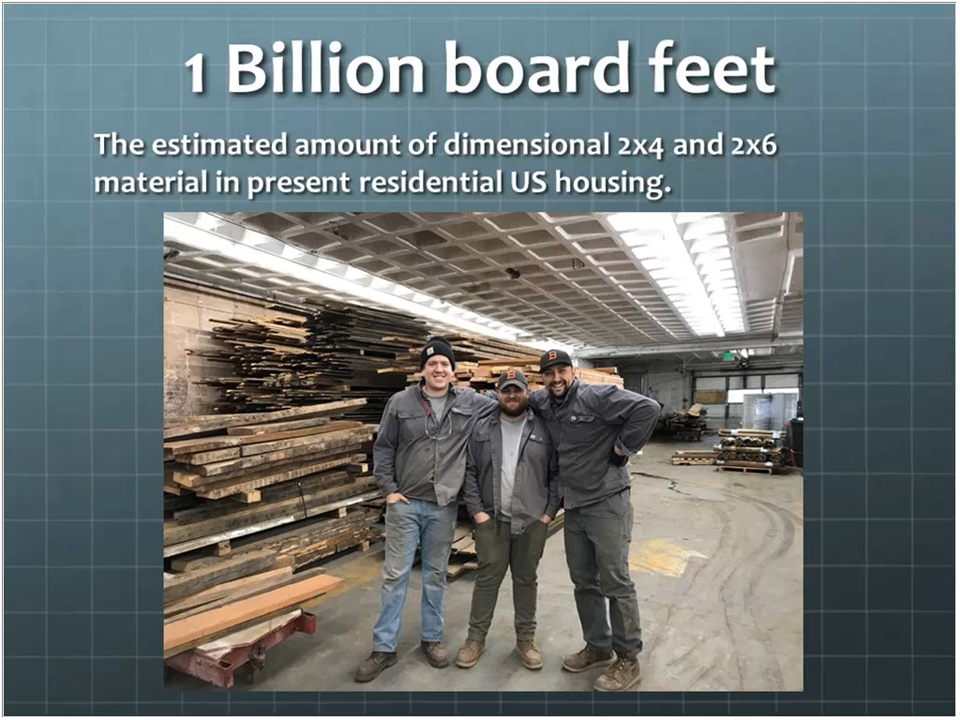 1 Billion board feet
The estimated amount of dimensional 2x4 and 2x6
material in present residential US housing.
B
B